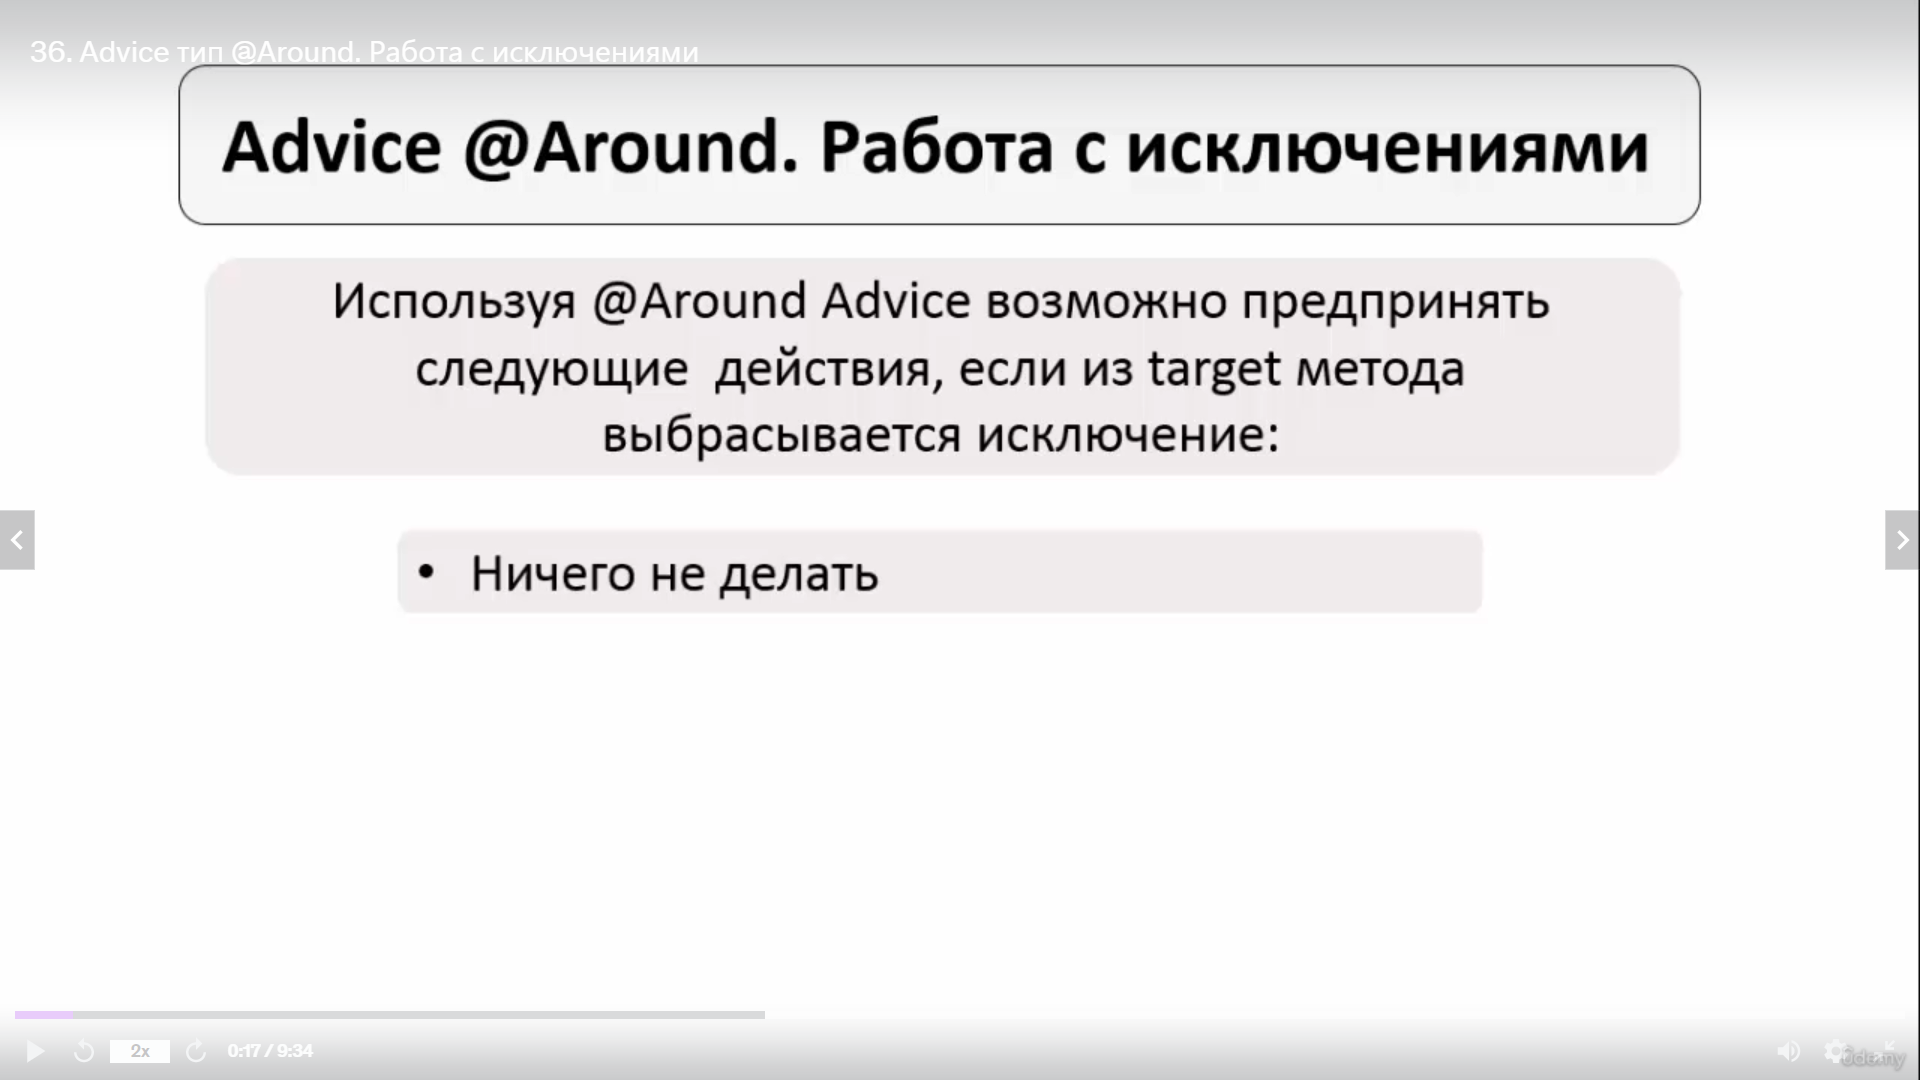 36. Advice тип @Around. Работа с исключениями
Advice @Around. Работа с исключениями
Используя @Around Advice возможно предпринять
следующие действия, если из target метода
выбрасывается исключение:
• Ничего не делать
2x
0:17 / 9:34
ûdemy